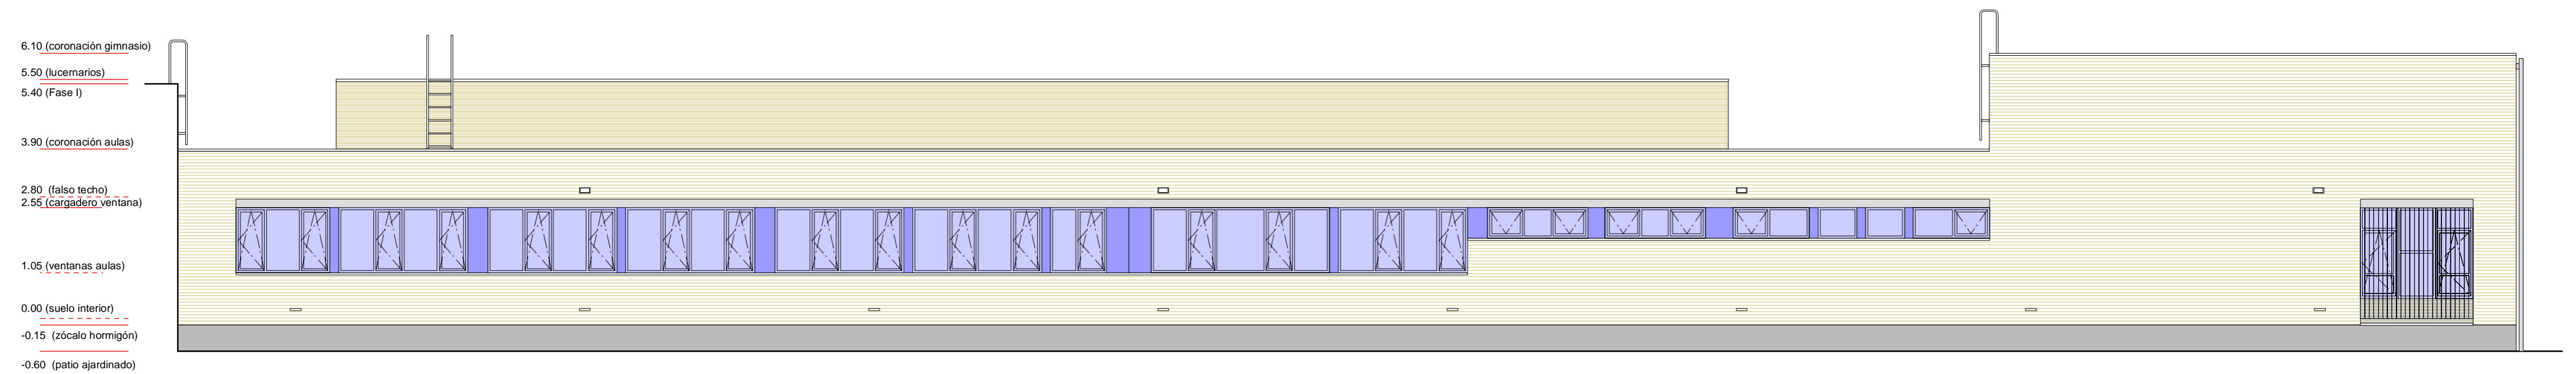 6.10 (coronación gimnasio)
5.50 (lucernarios)
5.40 (Fase I)
3.90 (coronación aulas)
2.80 (falso techo)
2.55 (cargadero ventana)
1.05 (ventanas aulas)
0.00 (suelo interior)
-0.15 (zócalo hormigón)
-0.60 (patio ajardinado)